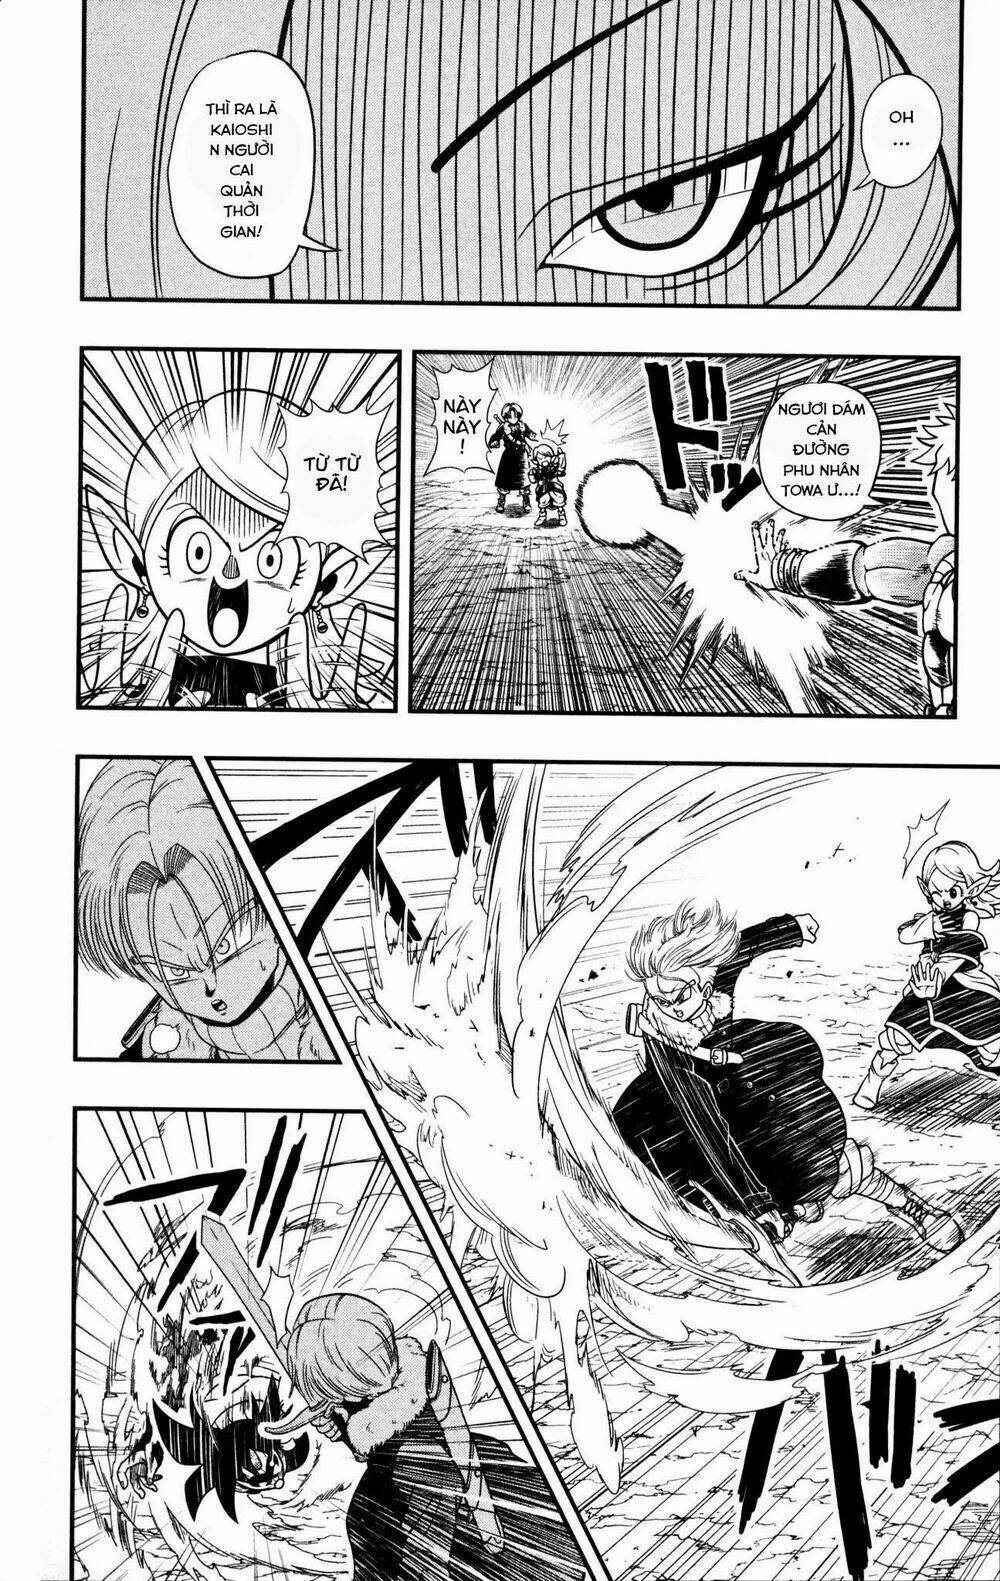 OH
...
THÌ RA LÀ
KAIOSHI
N NGƯỜI
CAI
QUẢN
THỜI
GIAN!
NGƯƠI DÁM
CẢN
ĐƯỜNG
PHU NHÂN
TOWA Ư...!
NÀY
NÀY
!
TỪ TỪ
ĐÃ!